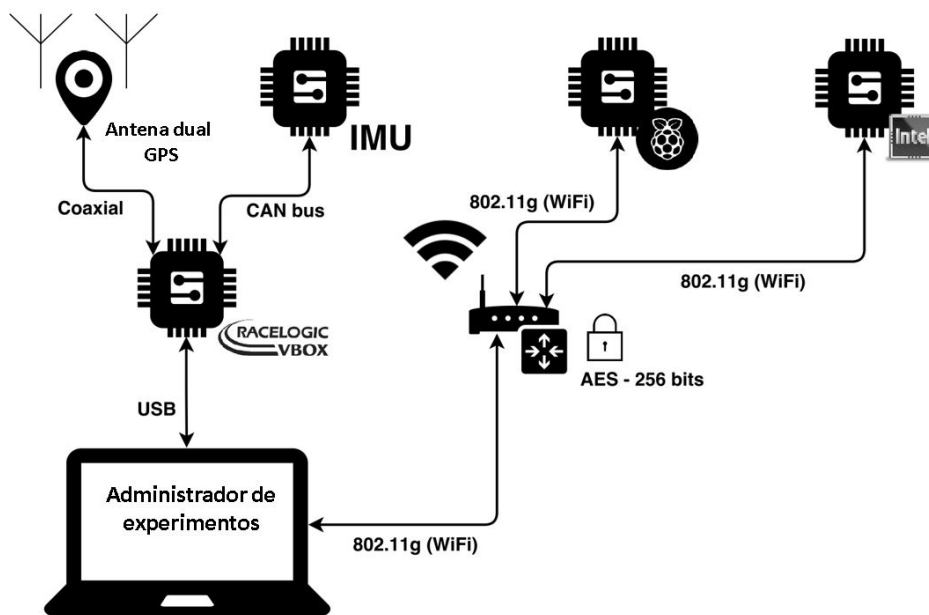 Antena dual
GPS
IMU
Intel
Coaxial
CAN bus
802.11g (WiFi)
802.11g (WiFi)
RACELOGIC
VBOX
AES - 256 bits
USB
Administrador de
experimentos
802.11g (WiFi)